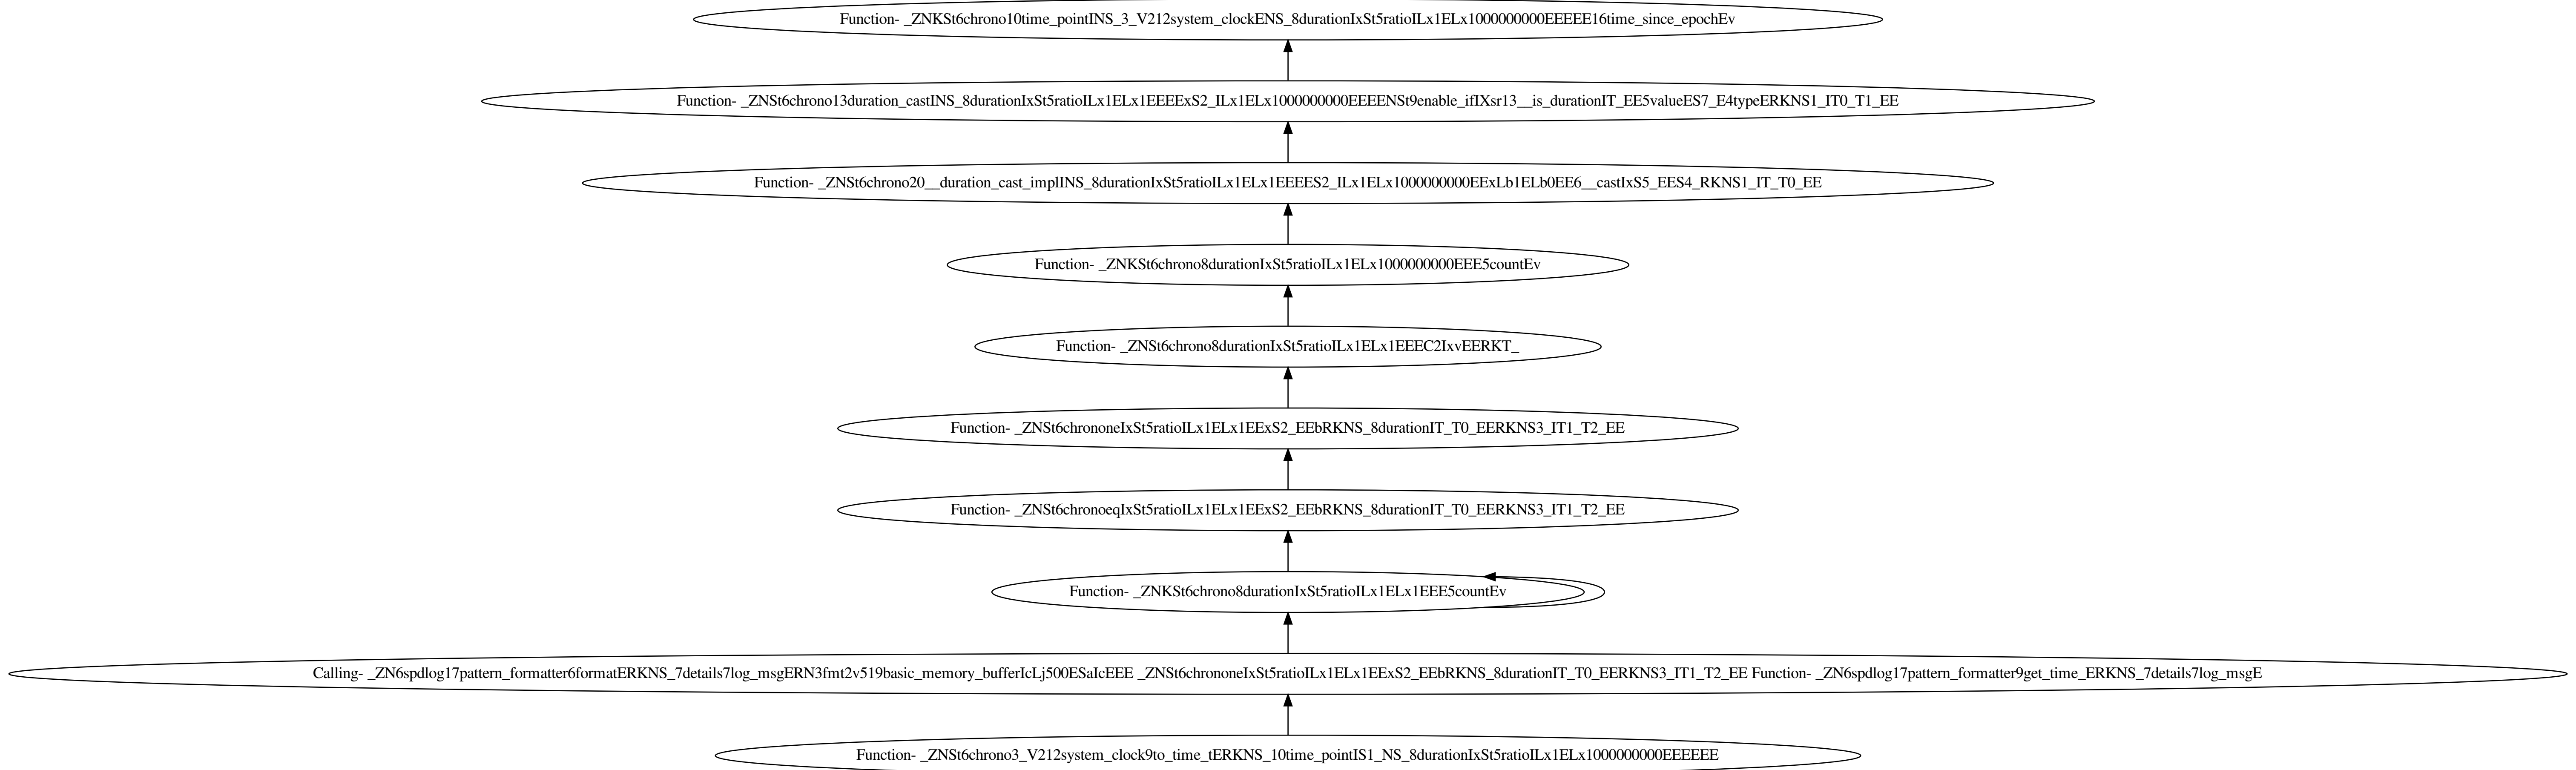 Function- _ZNKSt6chrono10time_pointINS_3_V212system_clockENS_8durationIxSt5ratioILx1ELx1000000000EEEEE16time_since_epochEv
Function- _ZNSt6chrono13duration_castINS_8durationIxSt5ratioILx1ELx1EEEExS2_ILx1ELx1000000000EEEENSt9enable_ifIXsr13__is_durationIT_EE5valueES7_E4typeERKNS1_IT0_T1_EE
Function- _ZNSt6chrono20__duration_cast_implINS_8durationIxSt5ratioILx1ELx1EEEES2_ILx1ELx1000000000EExLb1ELb0EE6__castIxS5_EES4_RKNS1_IT_T0_EE
Function- _ZNKSt6chrono8durationIxSt5ratioILx1ELx1000000000EEE5countEv
Function- _ZNSt6chrono8durationIxSt5ratioILx1ELx1EEEC2IxvEERKT_
Function- _ZNSt6chrononeIxSt5ratioILx1ELx1EExS2_EEbRKNS_8durationIT_T0_EERKNS3_IT1_T2_EE
Function- _ZNSt6chronoeqIxSt5ratioILx1ELx1EExS2_EEbRKNS_8durationIT_T0_EERKNS3_IT1_T2_EE
Function- _ZNKSt6chrono8durationIxSt5ratioILx1ELx1EEE5countEv
Calling- _ZN6spdlog17pattern_formatter6formatERKNS_7details7log_msgERN3fmt2v519basic_memory_bufferIcLj500ESaIcEEE _ZNSt6chrononeIxSt5ratioILx1ELx1EExS2_EEbRKNS_8durationIT_T0_EERKNS3_IT1_T2_EE Function- _ZN6spdlog17pattern_formatter9get_time_ERKNS_7details7log_msgE
Function- _ZNSt6chrono3_V212system_clock9to_time_tERKNS_10time_pointIS1_NS_8durationIxSt5ratioILx1ELx1000000000EEEEEE